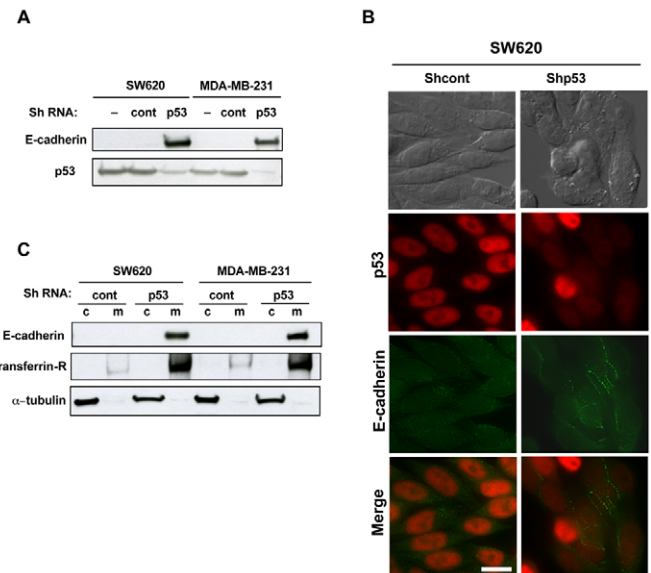 A
SW620 MDA-MB-231
Sh RNA: – cont p53 – cont p53
E-cadherin
p53
B
SW620
Shcont Shp53
p53
E-cadherin
Merge
C
SW620 MDA-MB-231
Sh RNA: cont p53 cont p53
c m c m c m c m
E-cadherin
ransferrin-R
α-tubulin